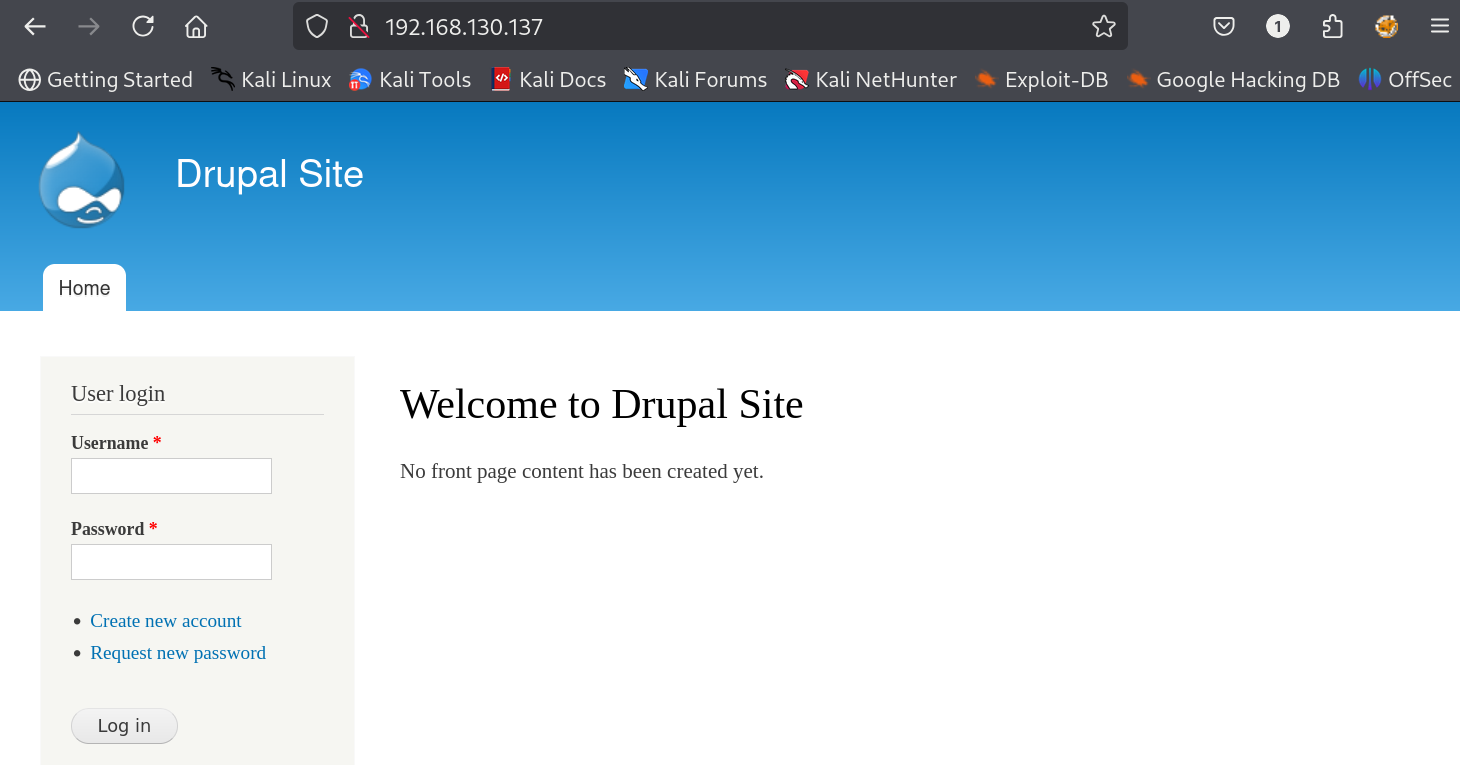 192.168.130.137
1
Getting Started Kali Linux Kali Tools Kali Docs Kali Forums Kali NetHunter Exploit-DB Google Hacking DB OffSec
Drupal Site
Home
User login
Username *
Password *
Create new account
Request new password
Log in
Welcome to Drupal Site
No front page content has been created yet.